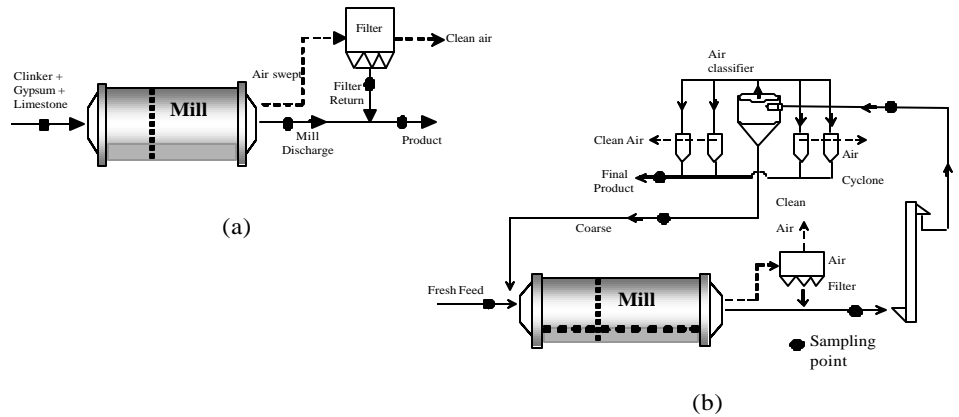 Filter
Clean air
Clinker +
Gypsum +
Limestone
Air swept
Mill
Filter
Return
Mill
Discharge
Product
(a)
Air
classifier
Clean Air
Air
Final
Product
Cyclone
Coarse
Clean
Air
Air
Filter
Fresh Feed
Mill
Sampling
point
(b)